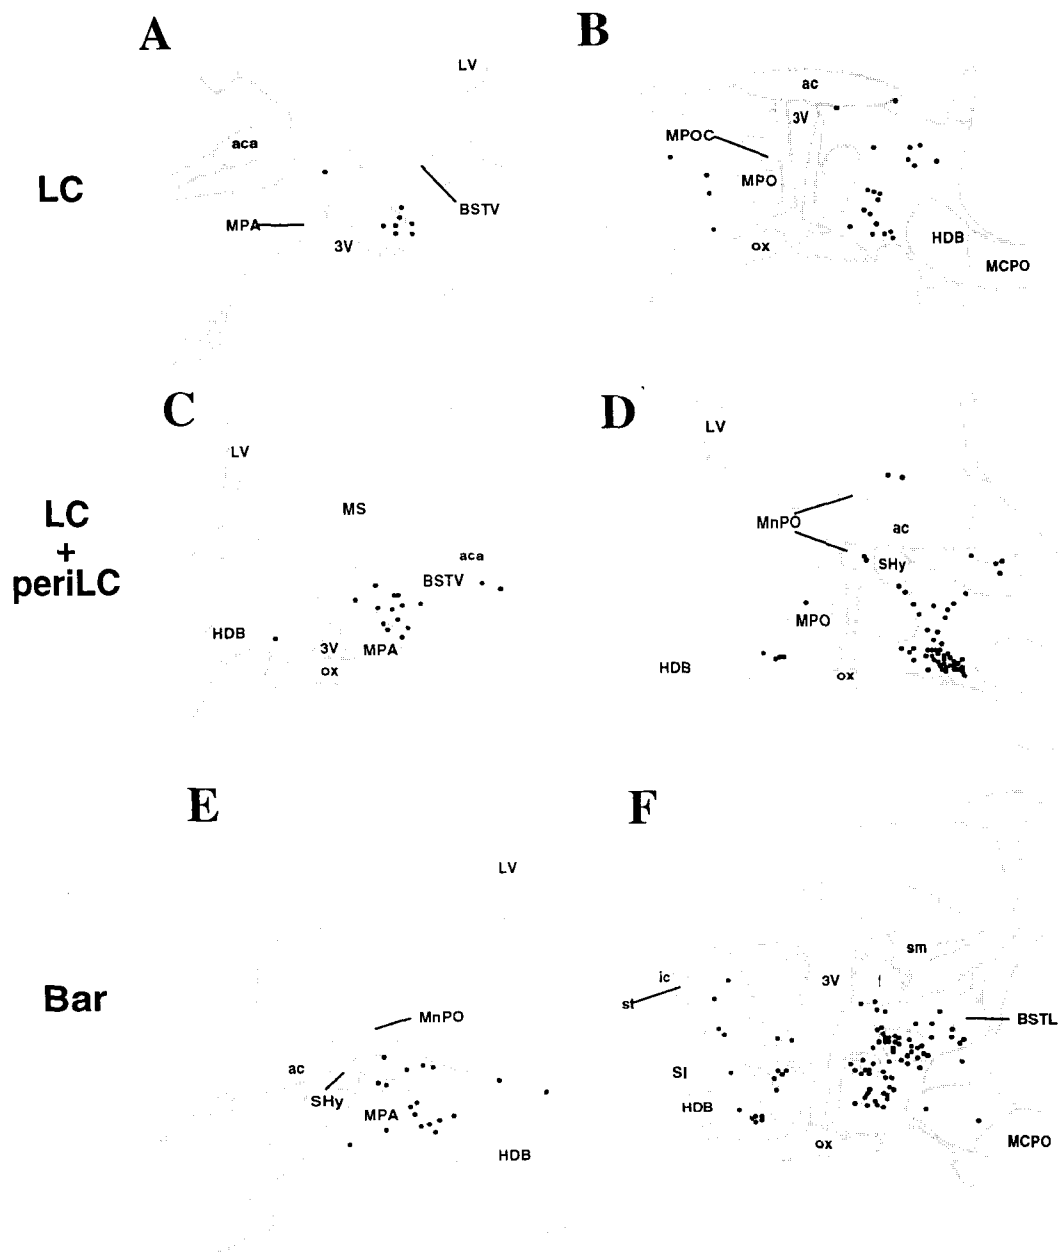 A
LV
aca
LC
BSTV
MPA
3V
B
ac
3V
MPOC
MPO
HDB
ox
MCPO
C
LV
MS
LC
+
periLC
aca
BSTV
HDB
3V
MPA
ox
D
LV
MnPO
ac
SHy
MPO
HDB
ox
E
LV
Bar
MnPO
ac
SHy
MPA
HDB
F
sm
ic
3V
f
st
BSTL
SI
HDB
ox
MCPO